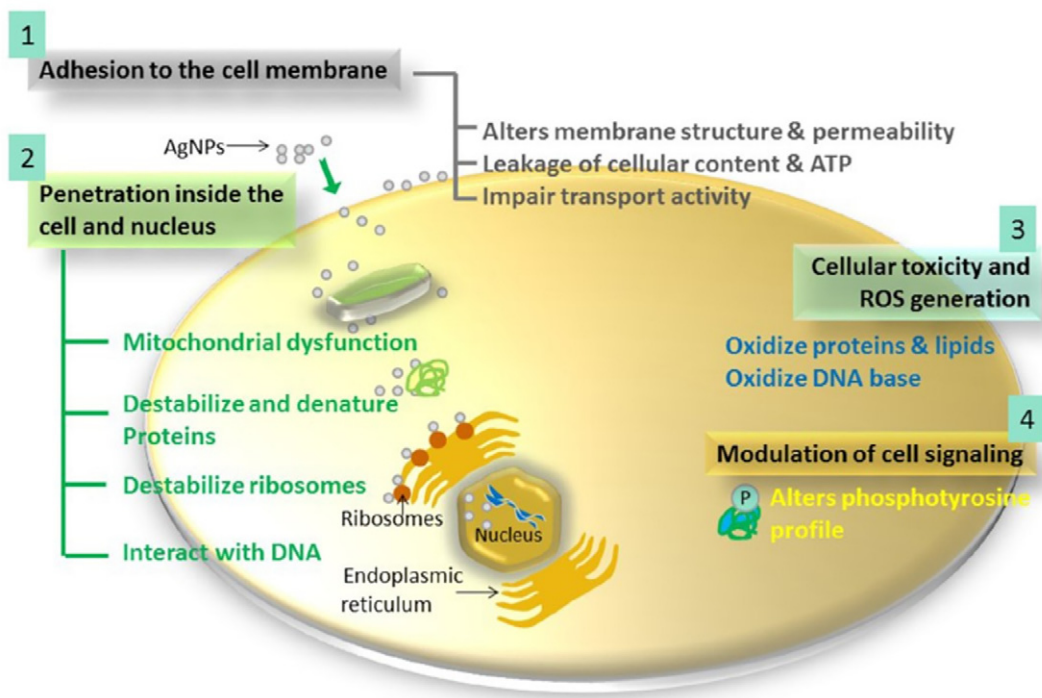 1
Adhesion to the cell membrane
Alters membrane structure & permeability
Leakage of cellular content & ATP
Impair transport activity
AgNPs
2
Penetration inside the
cell and nucleus
Mitochondrial dysfunction
Destabilize and denature
Proteins
Destabilize ribosomes
Interact with DNA
Ribosomes
Nucleus
Endoplasmic
reticulum
3
Cellular toxicity and
ROS generation
Oxidize proteins & lipids
Oxidize DNA base
4
Modulation of cell signaling
P
Alters phosphotyrosine
profile